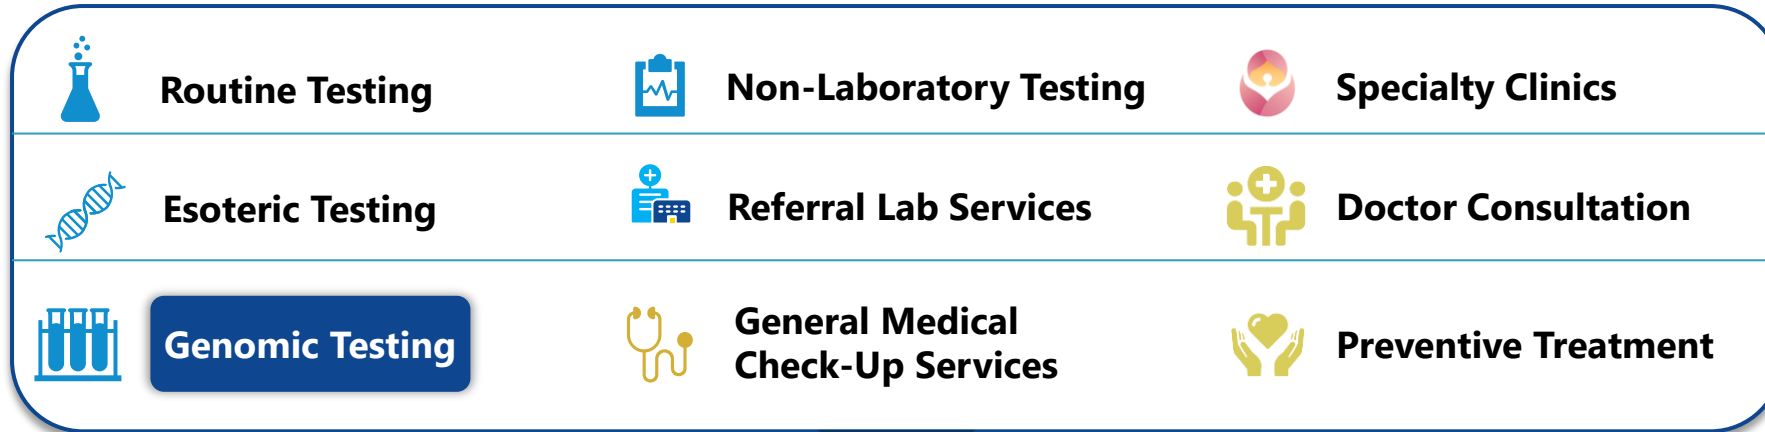 Routine Testing
Non-Laboratory Testing
Specialty Clinics
Esoteric Testing
Referral Lab Services
Doctor Consultation
Genomic Testing
General Medical
Check-Up Services
Preventive Treatment